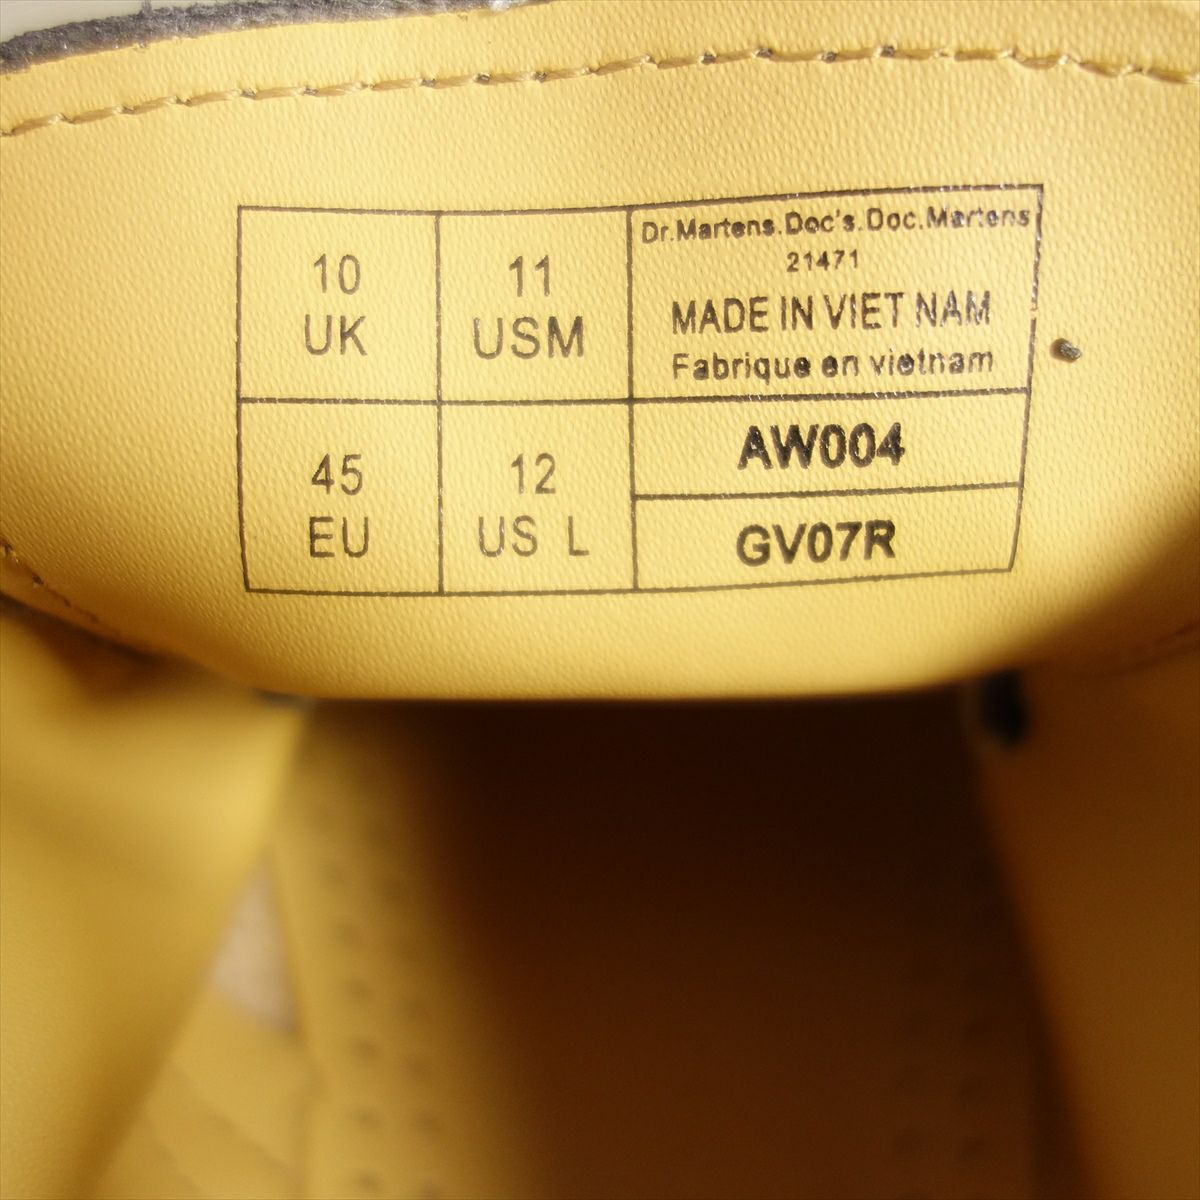 10
UK
11
USM
Dr.Martens.Doc's.Doc.Martens
21471
MADE IN VIET NAM
Fabrique en vietnam
45
EU
12
US L
AW004
GV07R